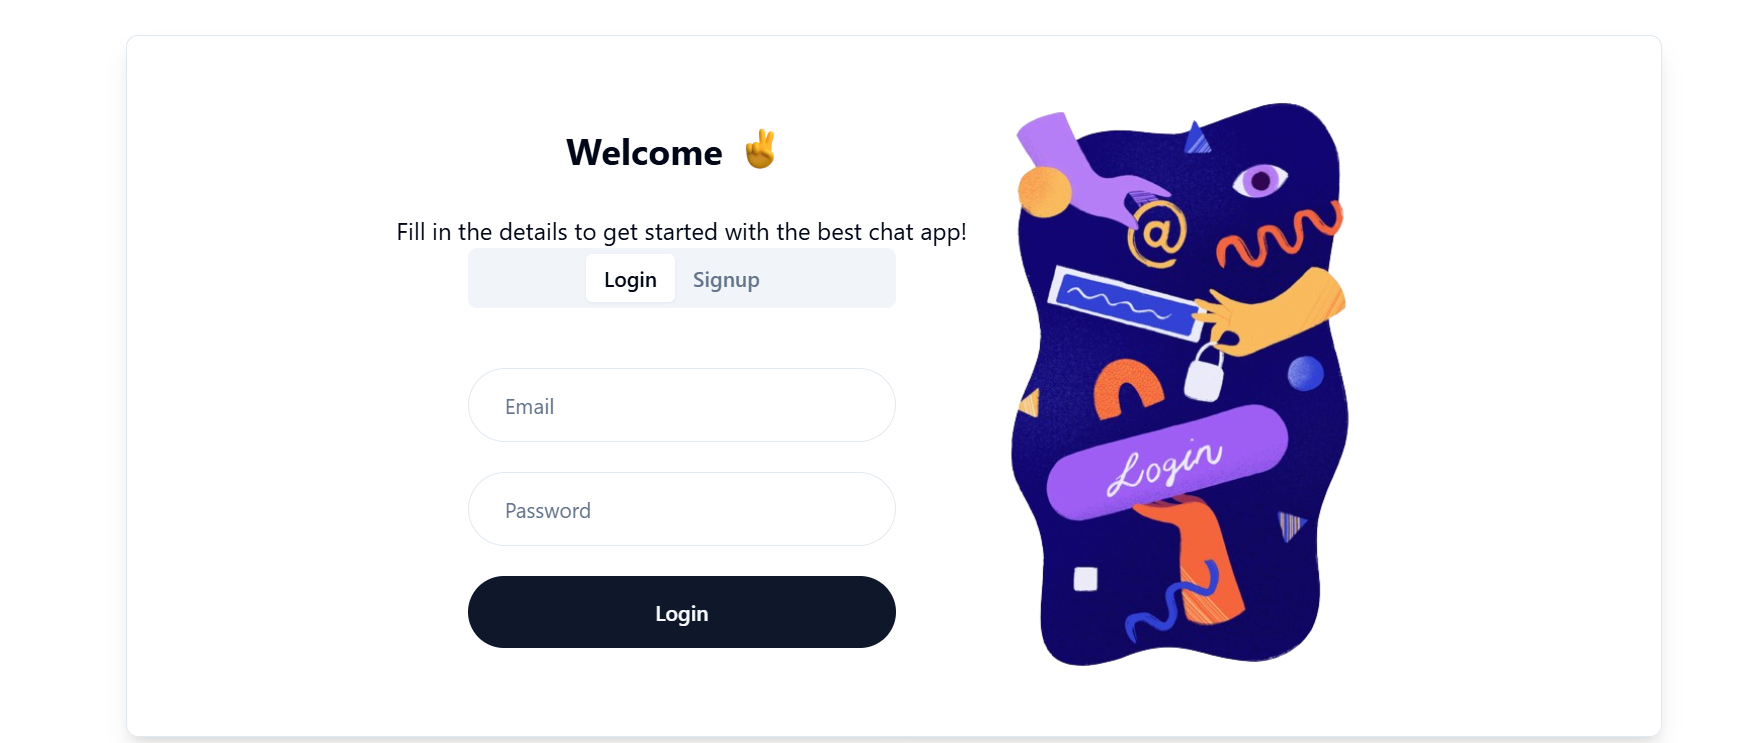 Welcome ✌️
Fill in the details to get started with the best chat app!
Login Signup
Email
Password
Login
@
Login